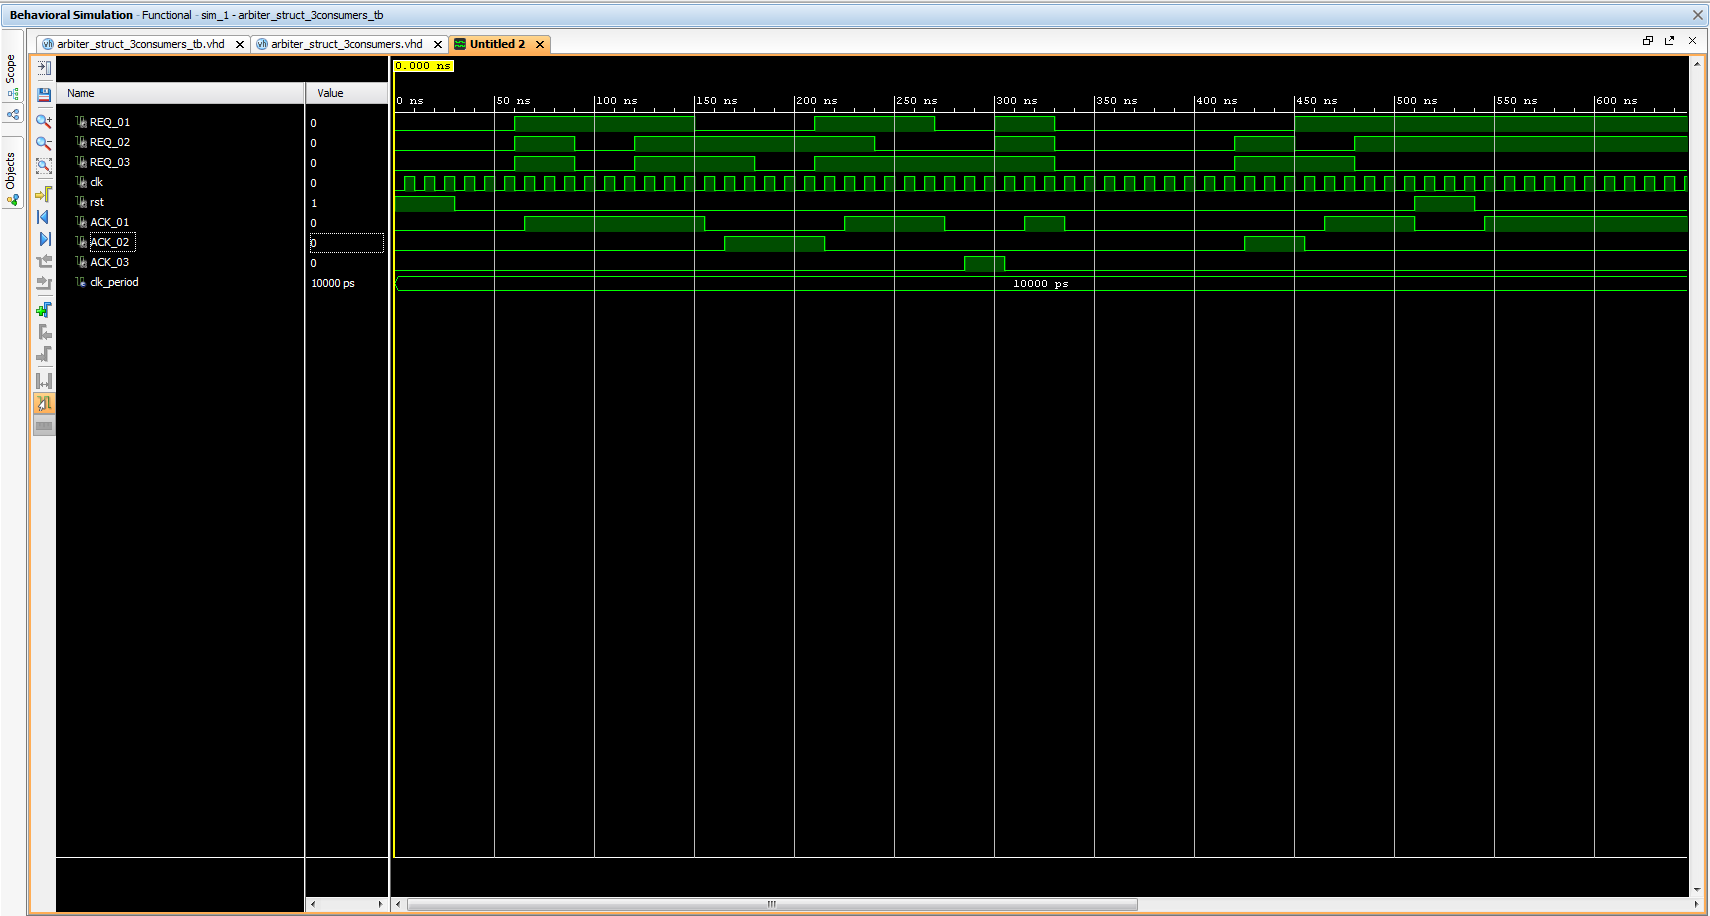 Behavioral Simulation - Functional - sim_1 - arbiter_struct_3consumers_tb
Scope
Objects
arbiter_struct_3consumers_tb.vhd
arbiter_struct_3consumers.vhd
Untitled 2
0.000 ns
Name Value
0 ns 50 ns 100 ns 150 ns 200 ns 250 ns 300 ns 350 ns 400 ns 450 ns 500 ns 550 ns 600 ns
REQ_01 0
REQ_02 0
REQ_03 0
clk 0
rst 1
ACK_01 0
ACK_02 0
ACK_03 0
clk_period 10000 ps 10000 ps